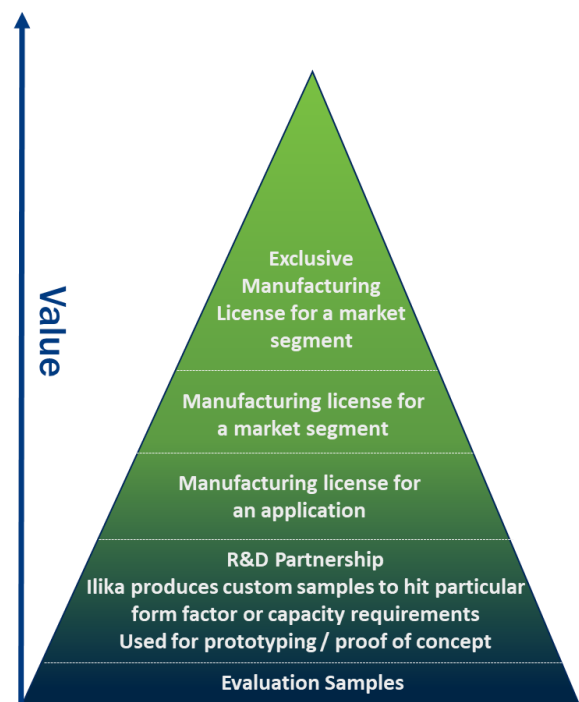 Value
Exclusive
Manufacturing
License for a market
segment
Manufacturing license for
a market segment
Manufacturing license for
an application
R&D Partnership
Ilika produces custom samples to hit particular
form factor or capacity requirements
Used for prototyping / proof of concept
Evaluation Samples